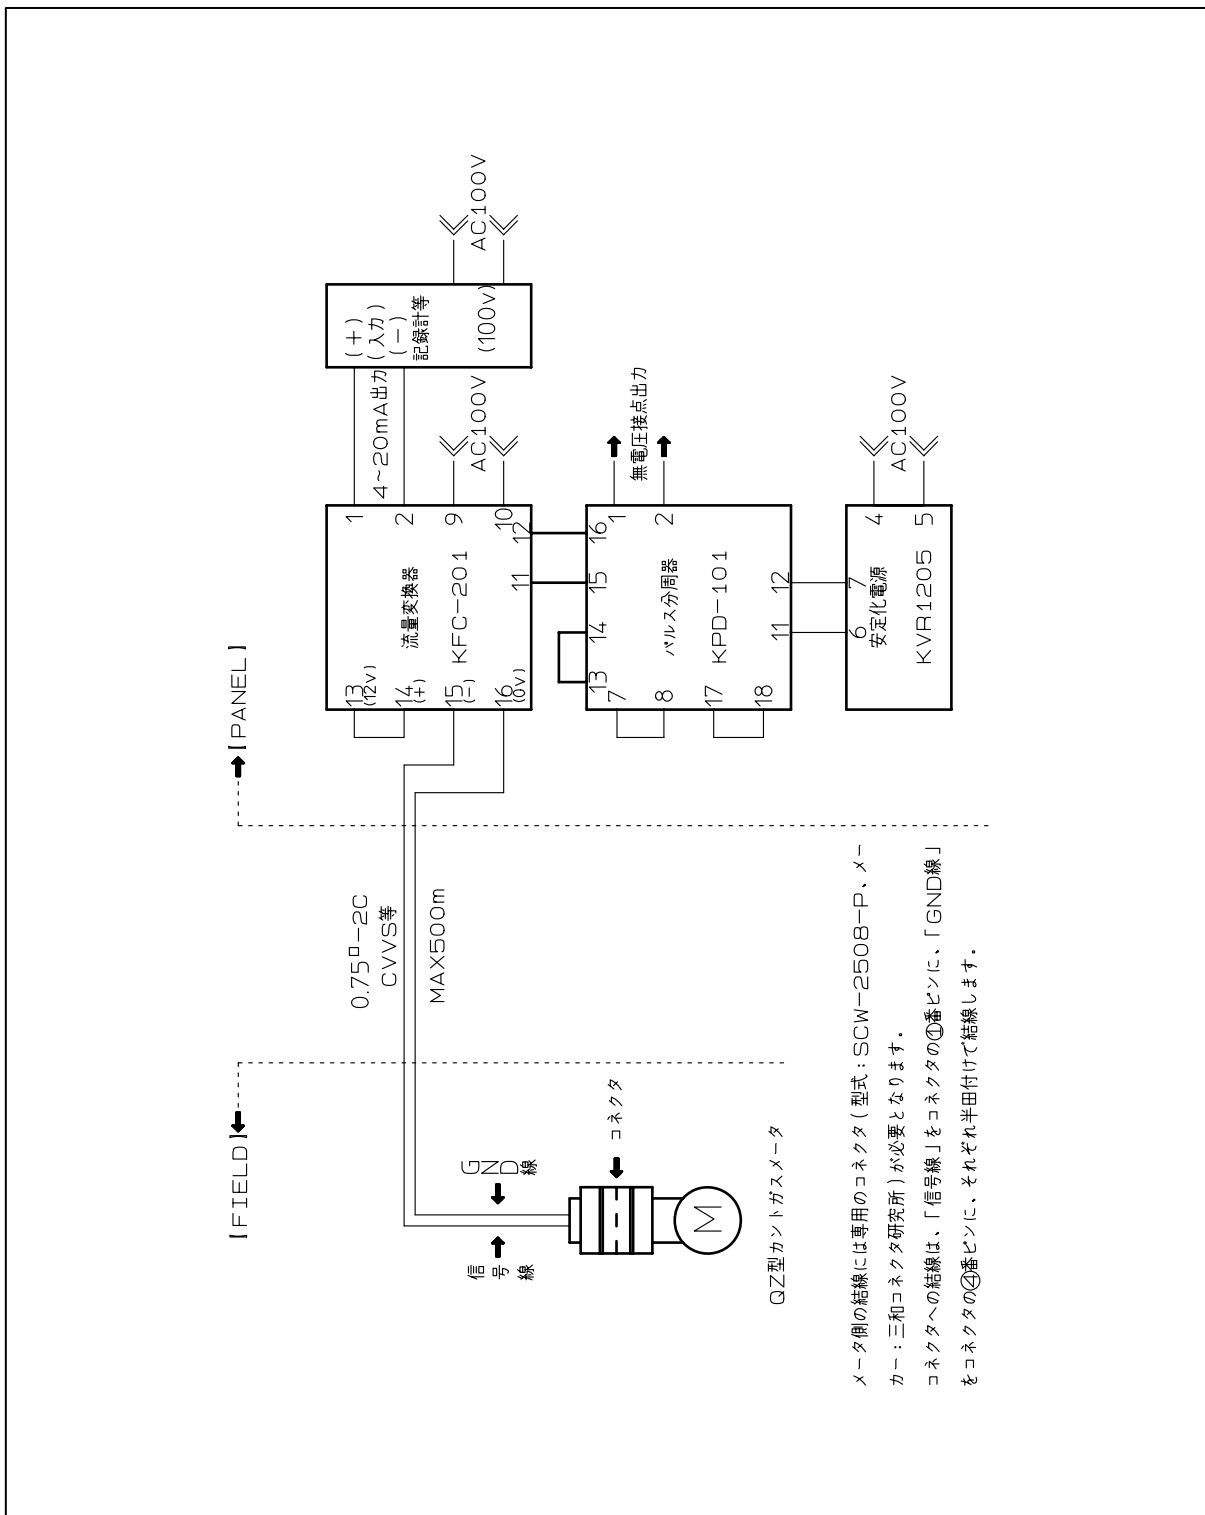 【FIELD】
【PANEL】
0.75□-2C
CVVS等
MAX500m
GND線
信号線
コネクタ
M
QZ型カントガスメータ
13
(12V)
14
(+)
15
(-)
16
(0V)
流量変換器
KFC-201
1
2
9
10
11
12
4~20mA出力
AC100V
(+)
(入力)
(-)
記録計等
(100V)
AC100V
13
14
15
16
7
8
17
18
パルス分周器
KPD-101
1
2
11
12
無電圧接点出力
6
7
安定化電源
KVR1205
4
5
AC100V
メータ側の結線には専用のコネクタ(型式:SCW-2508-P、メー
カー:三和コネクタ研究所)が必要となります。
コネクタへの結線は、「信号線」をコネクタの①番ピンに、「GND線」
をコネクタの④番ピンに、それぞれ半田付けで結線します。